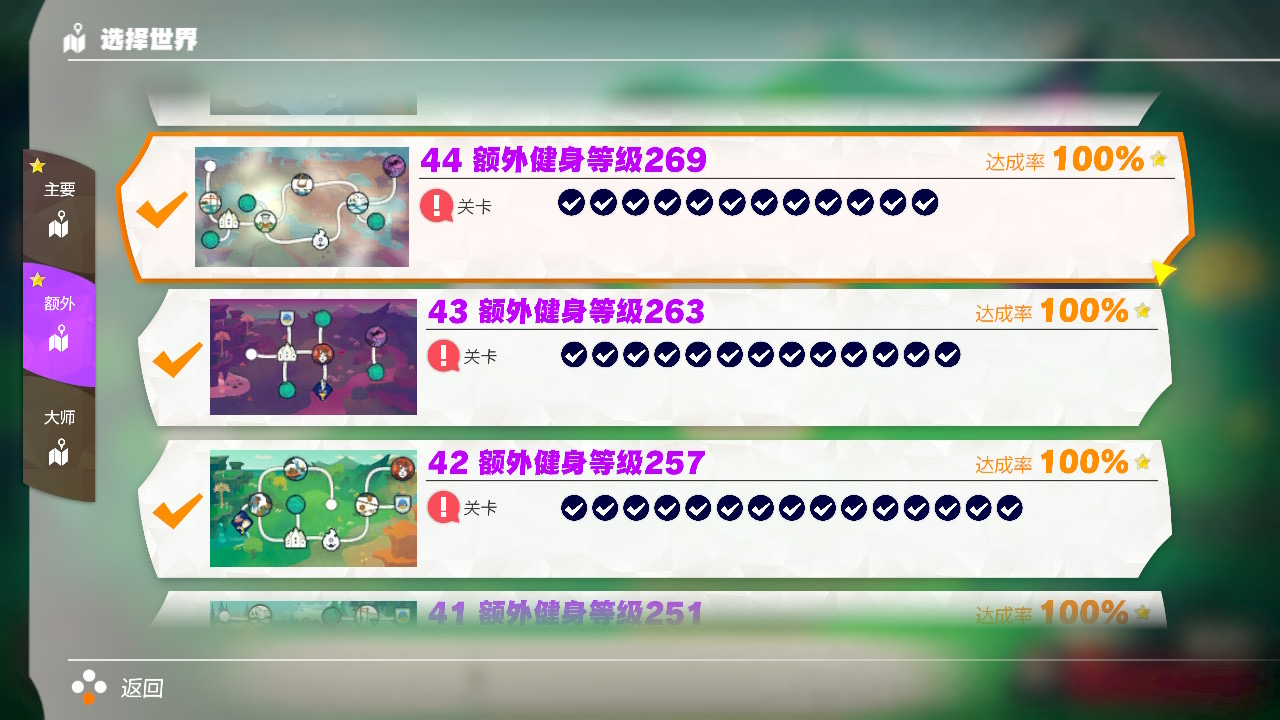 选择世界
主要
额外
大师
44 额外健身等级269
达成率 100%
! 关卡
43 额外健身等级263
达成率 100%
! 关卡
42 额外健身等级257
达成率 100%
! 关卡
41 额外健身等级251
达成率 100%
返回